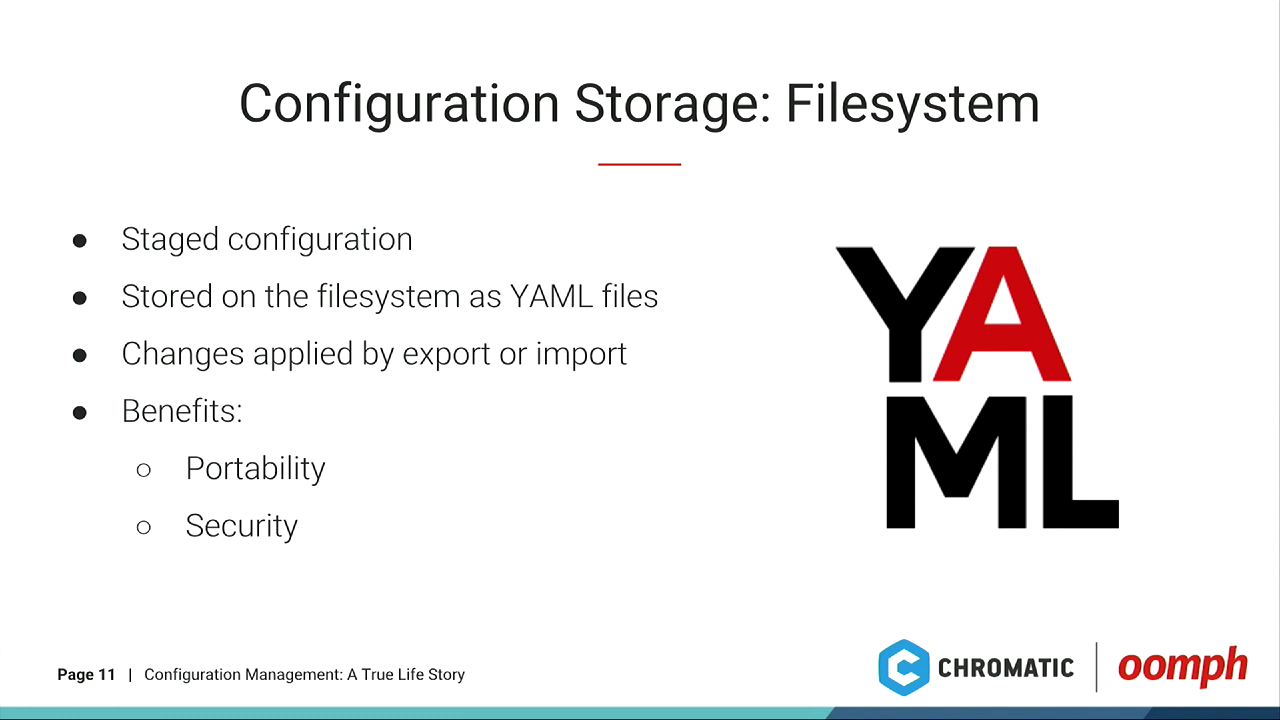 Configuration Storage: Filesystem
● Staged configuration
● Stored on the filesystem as YAML files
● Changes applied by export or import
● Benefits:
○ Portability
○ Security
YA
ML
Page 11 | Configuration Management: A True Life Story
CHROMATIC | oomph